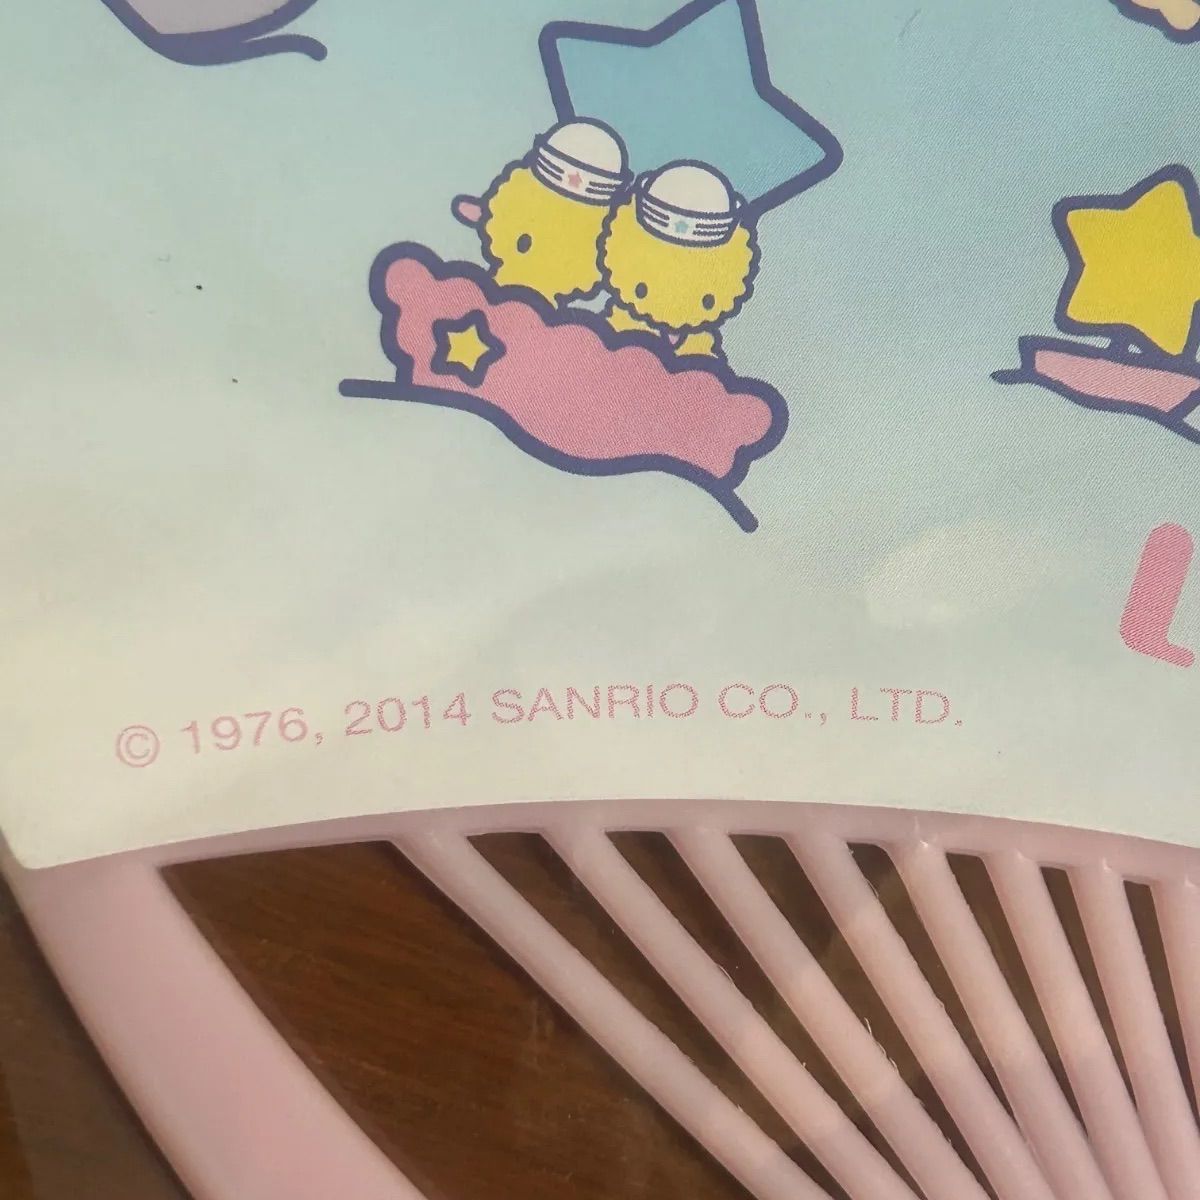 L
© 1976, 2014 SANRIO CO., LTD.